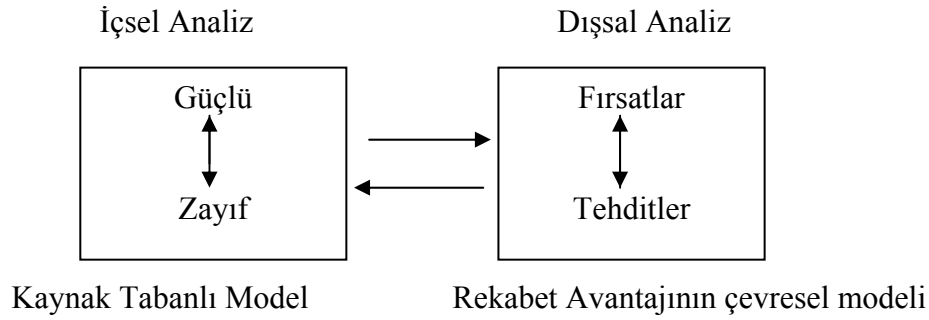 İçsel Analiz Dışsal Analiz
Güçlü Fırsatlar
Zayıf Tehditler
Kaynak Tabanlı Model Rekabet Avantajının çevresel modeli